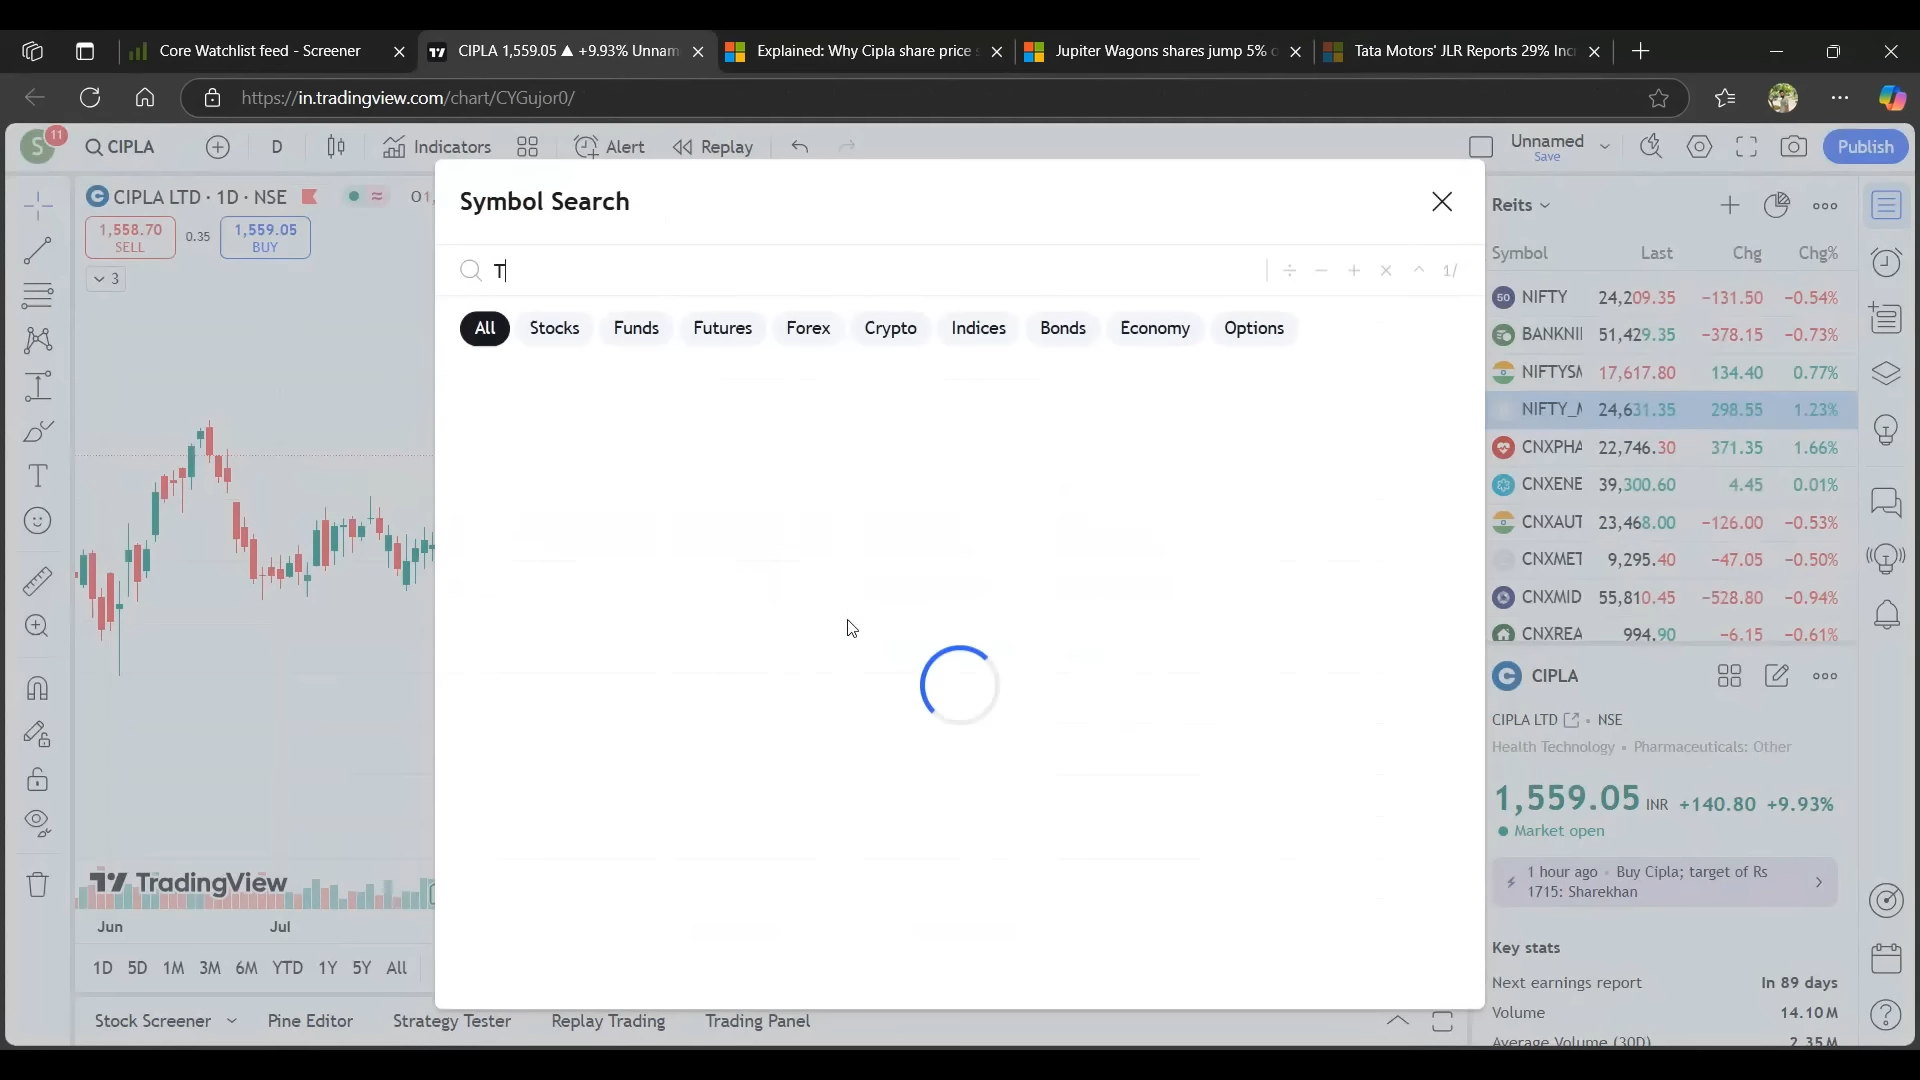 Core Watchlist feed - Screener
CIPLA 1,559.05 ▲ +9.93% Unnam
Explained: Why Cipla share price
Jupiter Wagons shares jump 5%
Tata Motors' JLR Reports 29% Inc
https://in.tradingview.com/chart/CYGujor0/
S 11 CIPLA D Indicators Alert Replay Unnamed Publish
Save
CIPLA LTD · 1D · NSE
1,558.70 0.35 1,559.05
SELL BUY
3
Symbol Search
T
÷ − + × ^ 1/
All Stocks Funds Futures Forex Crypto Indices Bonds Economy Options
TradingView
Jun Jul
1D 5D 1M 3M 6M YTD 1Y 5Y All
Stock Screener Pine Editor Strategy Tester Replay Trading Trading Panel
Reits
Symbol Last Chg Chg%
50 NIFTY 24,209.35 −131.50 −0.54%
BANKNI 51,429.35 −378.15 −0.73%
NIFTYSM 17,617.80 134.40 0.77%
NIFTY_M 24,631.35 298.55 1.23%
CNXPHA 22,746.30 371.35 1.66%
CNXENE 39,300.60 4.45 0.01%
CNXAUT 23,468.00 −126.00 −0.53%
CNXMET 9,295.40 −47.05 −0.50%
CNXMID 55,810.45 −528.80 −0.94%
CNXREA 994.90 −6.15 −0.61%
CIPLA
CIPLA LTD • NSE
Health Technology • Pharmaceuticals: Other
1,559.05 INR +140.80 +9.93%
Market open
1 hour ago • Buy Cipla; target of Rs
1715: Sharekhan
Key stats
Next earnings report In 89 days
Volume 14.10M
Average Volume (30D) 2.35M